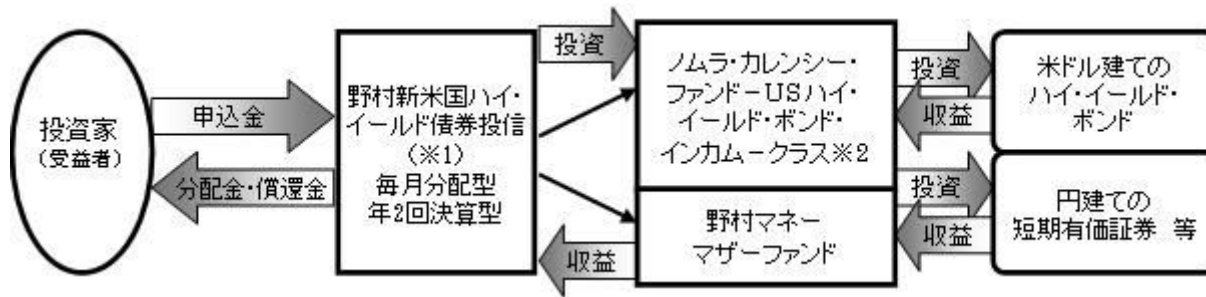 投資家
(受益者)
申込金
分配金・償還金
野村新米国ハイ・
イールド債券投信
(※1)
毎月分配型
年2回決算型
投資
収益
ノムラ・カレンシー・
ファンド－USハイ・
イールド・ボンド・
インカム－クラス※2
野村マネー
マザーファンド
投資
収益
投資
収益
米ドル建ての
ハイ・イールド・
ボンド
円建ての
短期有価証券 等